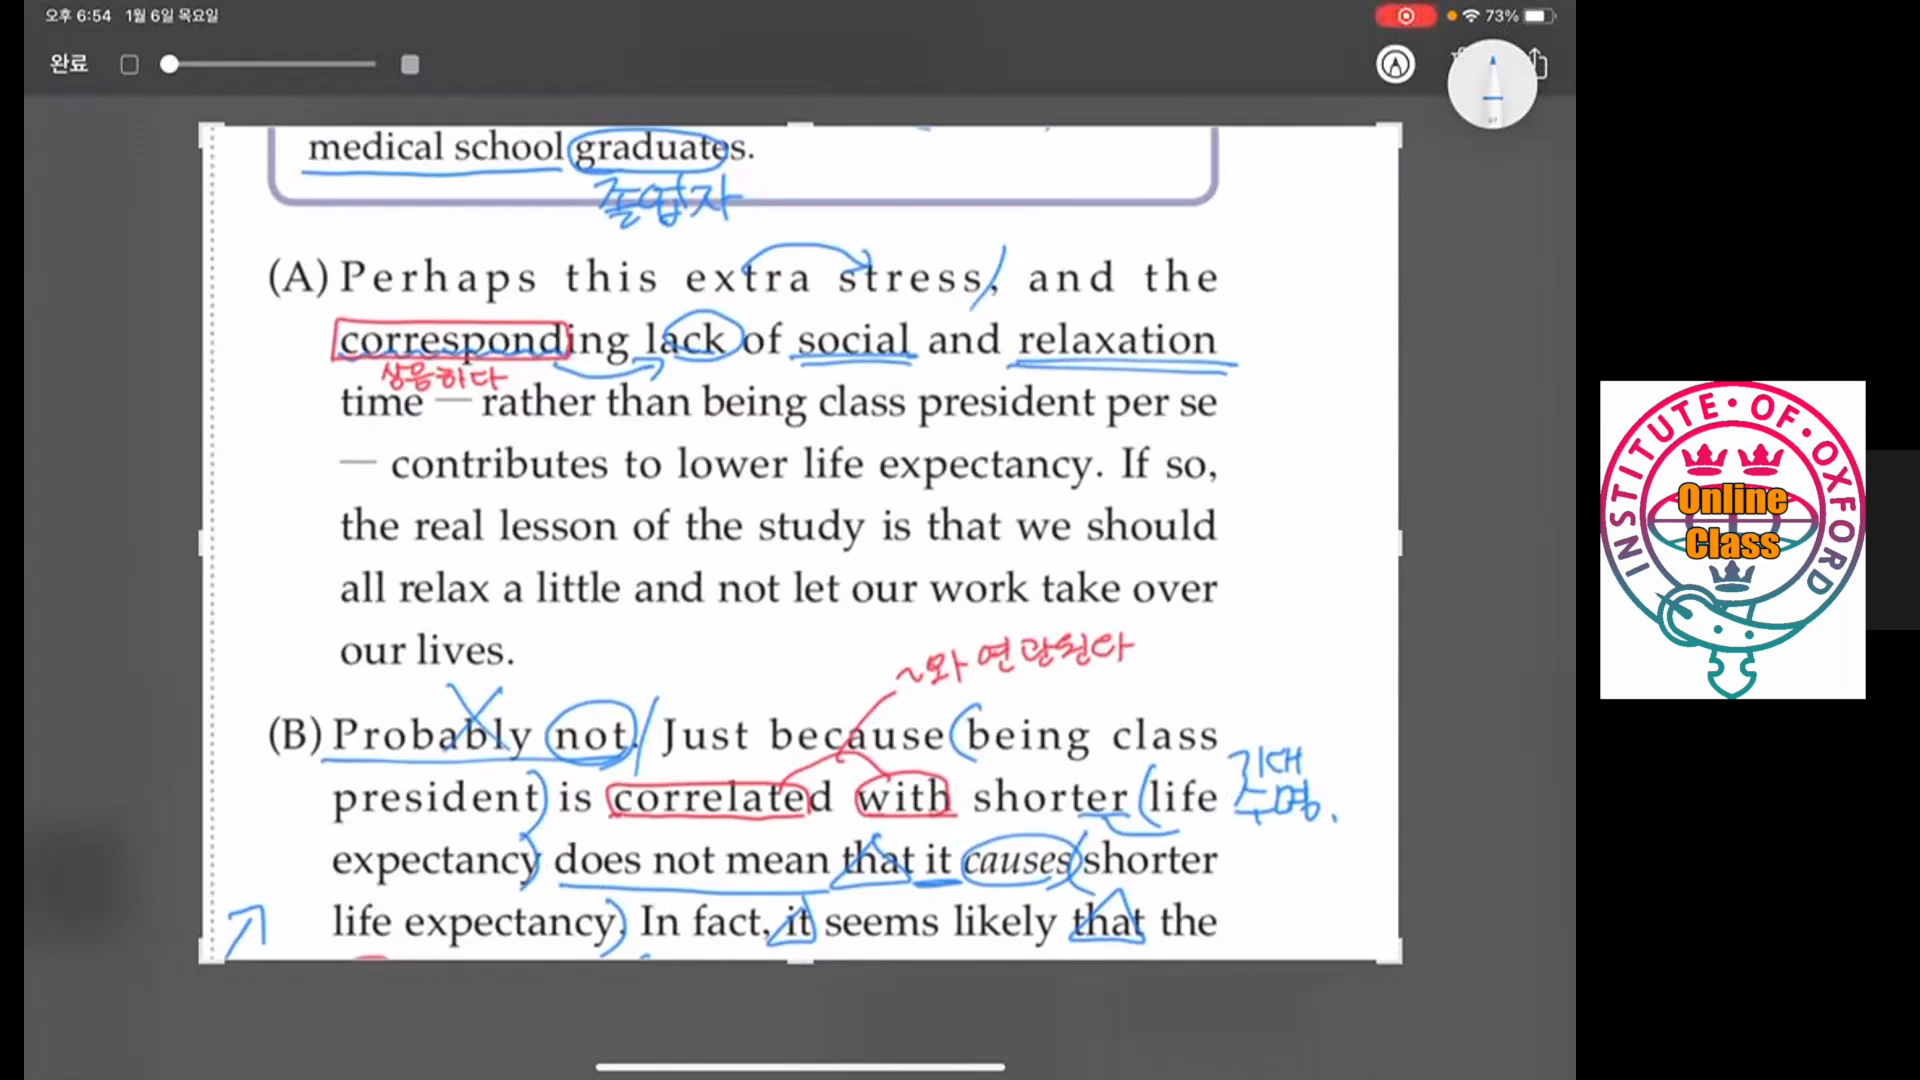 오후 6:54 1월 6일 목요일
73%
완료
medical school graduates.
졸업자
(A) Perhaps this extra stress, and the
corresponding lack of social and relaxation
상응하다
time — rather than being class president per se
— contributes to lower life expectancy. If so,
the real lesson of the study is that we should
all relax a little and not let our work take over
our lives.
~와 연관된다
(B) Probably not. Just because being class
president is correlated with shorter life
기대
수명.
expectancy does not mean that it causes shorter
life expectancy. In fact, it seems likely that the
INSTITUTE · OF · OXFORD
Online
Class